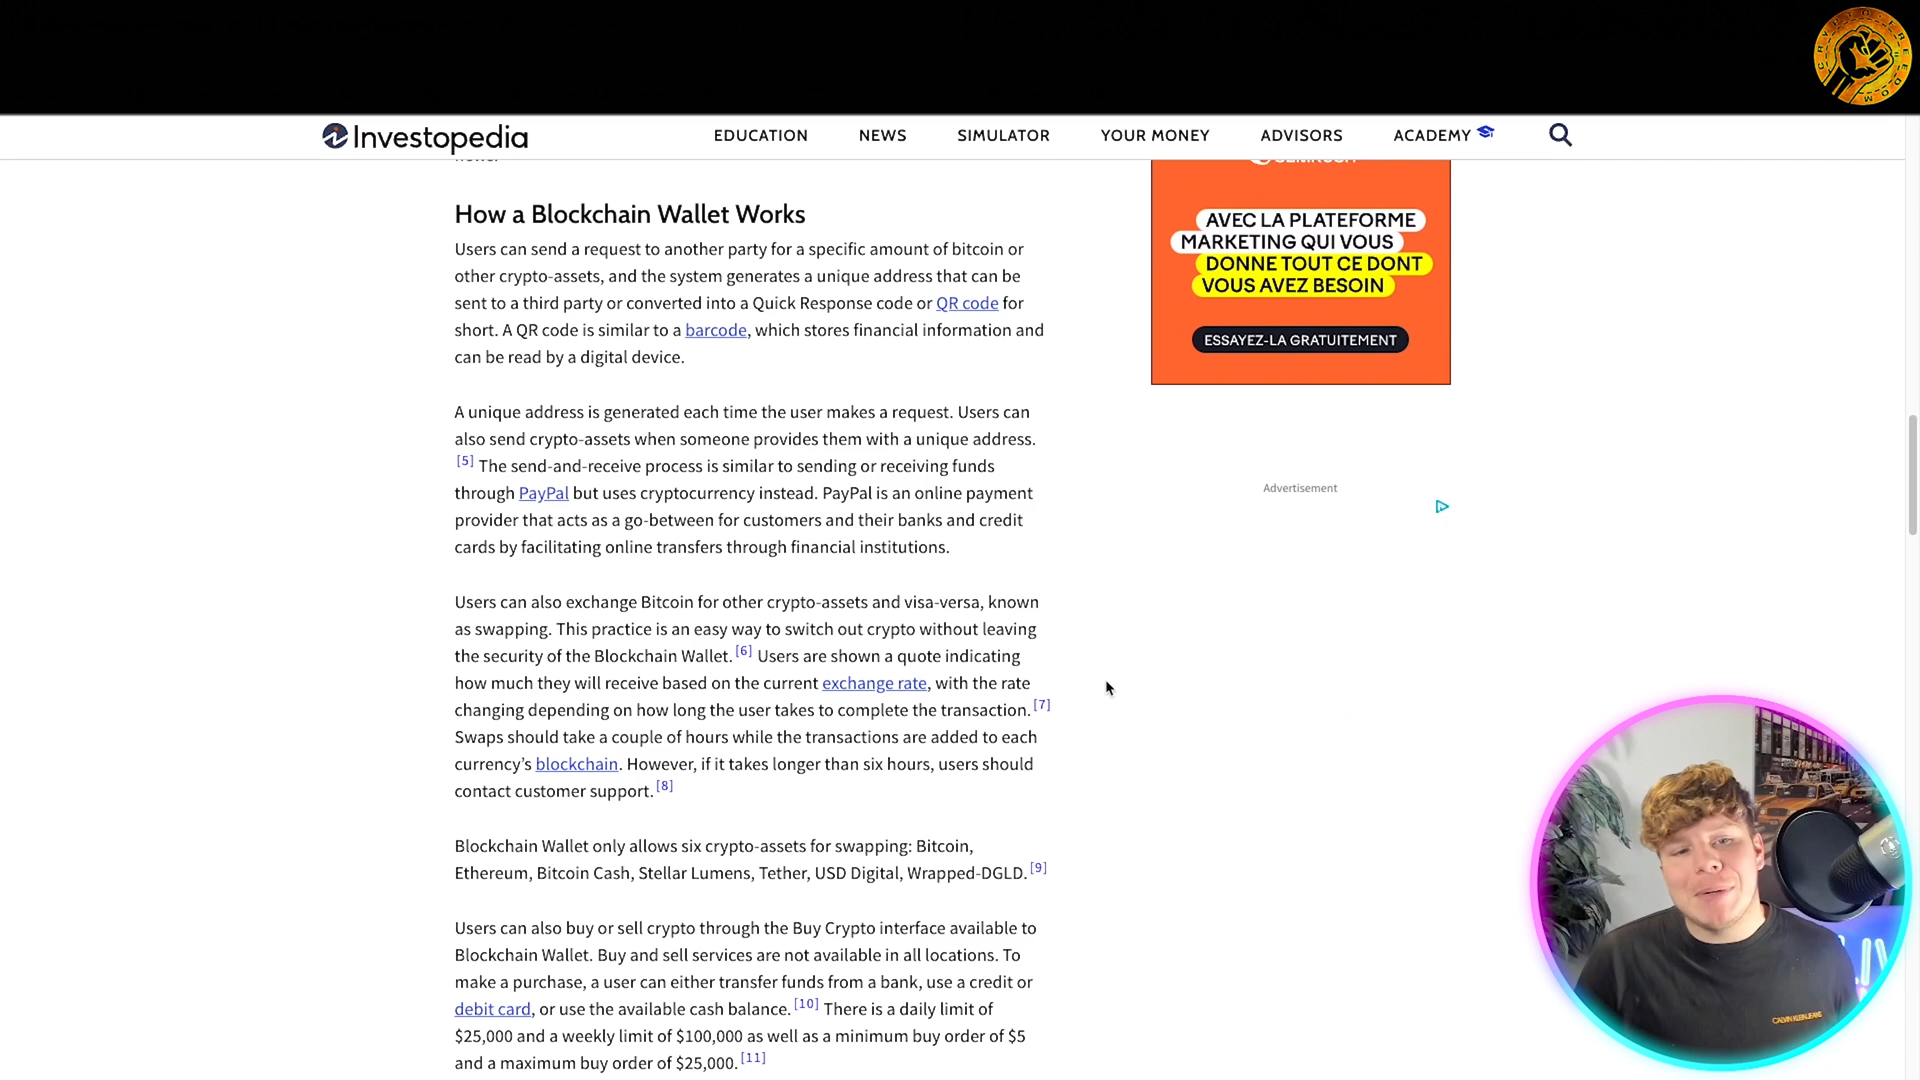 CRYPTO FREEDOM
Investopedia
EDUCATION
NEWS
SIMULATOR
YOUR MONEY
ADVISORS
ACADEMY
How a Blockchain Wallet Works
Users can send a request to another party for a specific amount of bitcoin or
other crypto-assets, and the system generates a unique address that can be
sent to a third party or converted into a Quick Response code or QR code for
short. A QR code is similar to a barcode, which stores financial information and
can be read by a digital device.
A unique address is generated each time the user makes a request. Users can
also send crypto-assets when someone provides them with a unique address.
[5] The send-and-receive process is similar to sending or receiving funds
through PayPal but uses cryptocurrency instead. PayPal is an online payment
provider that acts as a go-between for customers and their banks and credit
cards by facilitating online transfers through financial institutions.
Users can also exchange Bitcoin for other crypto-assets and visa-versa, known
as swapping. This practice is an easy way to switch out crypto without leaving
the security of the Blockchain Wallet. [6] Users are shown a quote indicating
how much they will receive based on the current exchange rate, with the rate
changing depending on how long the user takes to complete the transaction. [7]
Swaps should take a couple of hours while the transactions are added to each
currency’s blockchain. However, if it takes longer than six hours, users should
contact customer support. [8]
Blockchain Wallet only allows six crypto-assets for swapping: Bitcoin,
Ethereum, Bitcoin Cash, Stellar Lumens, Tether, USD Digital, Wrapped-DGLD. [9]
Users can also buy or sell crypto through the Buy Crypto interface available to
Blockchain Wallet. Buy and sell services are not available in all locations. To
make a purchase, a user can either transfer funds from a bank, use a credit or
debit card, or use the available cash balance. [10] There is a daily limit of
$25,000 and a weekly limit of $100,000 as well as a minimum buy order of $5
and a maximum buy order of $25,000. [11]
AVEC LA PLATEFORME
MARKETING QUI VOUS
DONNE TOUT CE DONT
VOUS AVEZ BESOIN
ESSAYEZ-LA GRATUITEMENT
Advertisement
CALVIN KLEIN JEANS